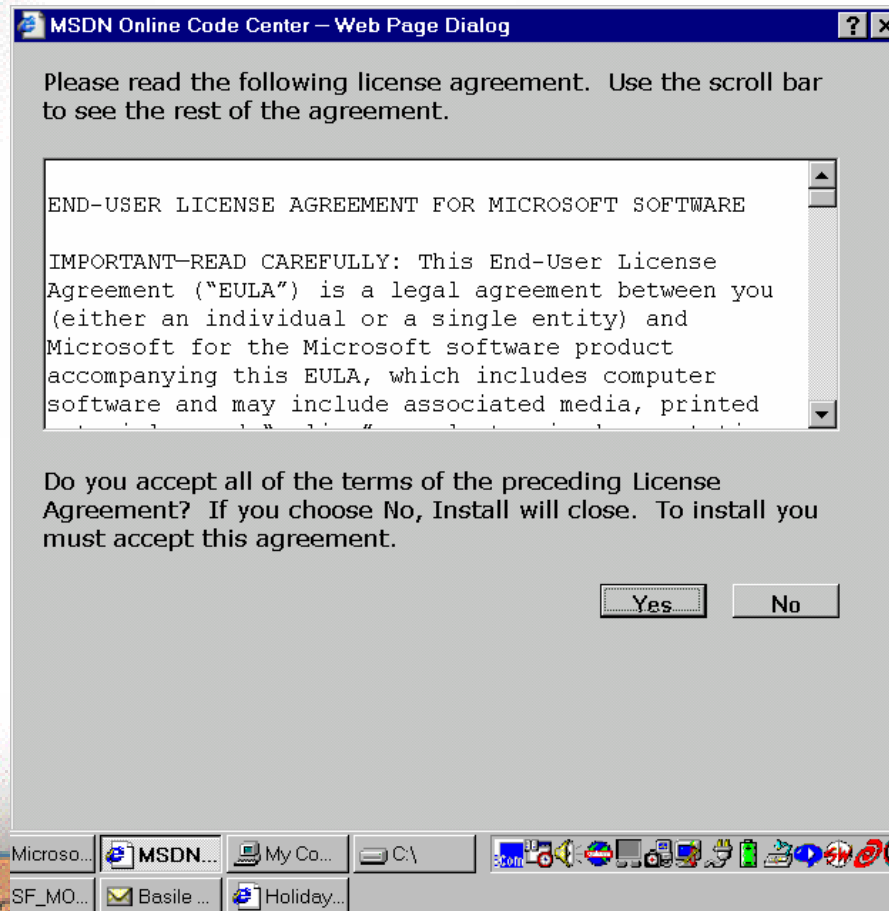 MSDN Online Code Center — Web Page Dialog
Please read the following license agreement.  Use the scroll bar
to see the rest of the agreement.
END-USER LICENSE AGREEMENT FOR MICROSOFT SOFTWARE
IMPORTANT—READ CAREFULLY: This End-User License
Agreement (“EULA”) is a legal agreement between you
(either an individual or a single entity) and
Microsoft for the Microsoft software product
accompanying this EULA, which includes computer
software and may include associated media, printed
Do you accept all of the terms of the preceding License
Agreement?  If you choose No, Install will close.  To install you
must accept this agreement.
Yes No
Microso... MSDN... My Co... C:\ .com
SF_MO... Basile ... Holiday...